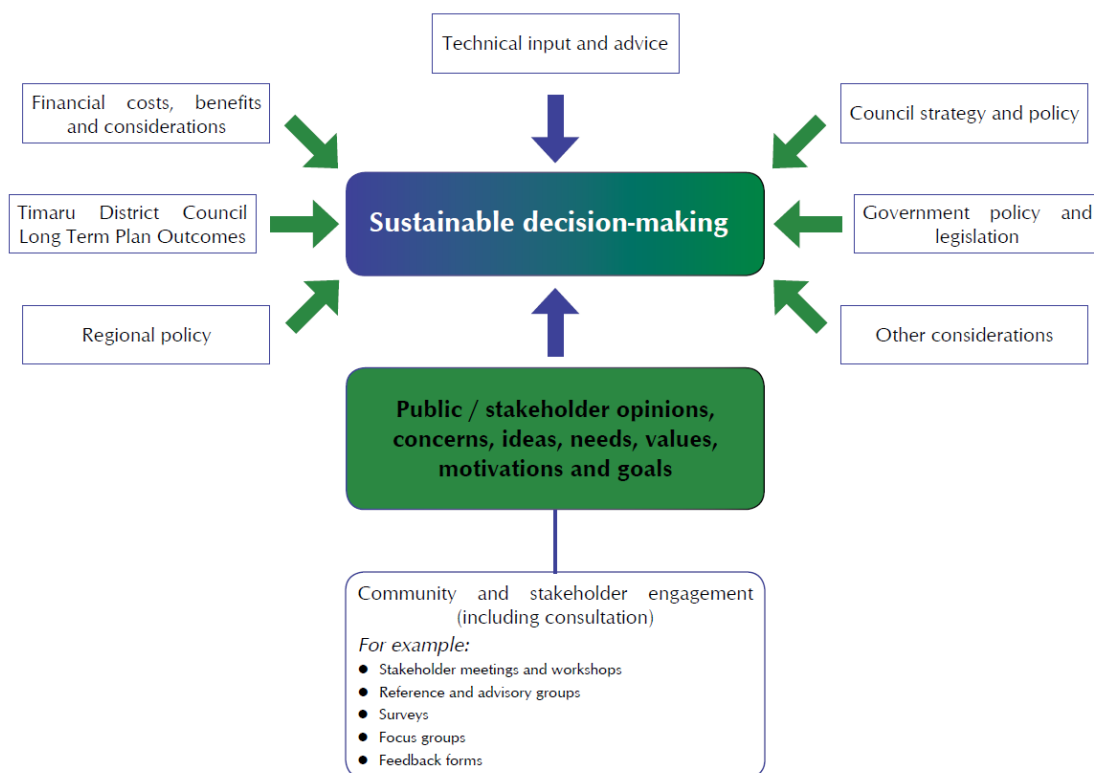 Technical input and advice
Financial costs, benefits
and considerations
Council strategy and policy
Timaru District Council
Long Term Plan Outcomes
Sustainable decision-making
Government policy and
legislation
Regional policy
Other considerations
Public / stakeholder opinions,
concerns, ideas, needs, values,
motivations and goals
Community and stakeholder engagement
(including consultation)
For example:
● Stakeholder meetings and workshops
● Reference and advisory groups
● Surveys
● Focus groups
● Feedback forms